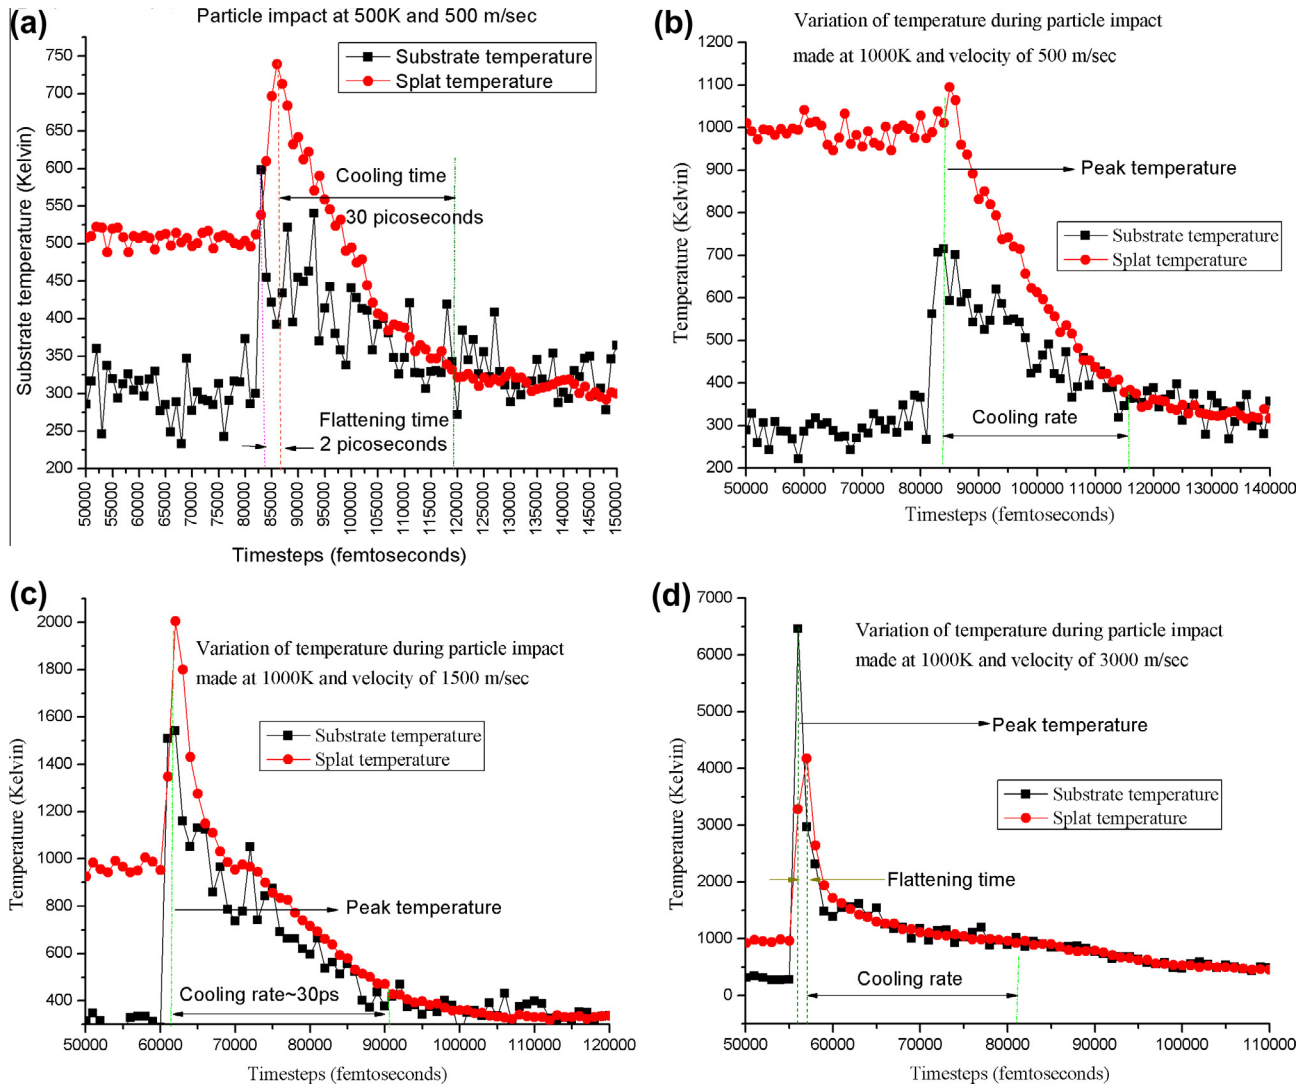 (a)
Particle impact at 500K and 500 m/sec
Substrate temperature
Splat temperature
Substrate temperature (Kelvin)
750
700
650
600
550
500
450
400
350
300
250
200
Cooling time
30 picoseconds
Flattening time
2 picoseconds
50000
55000
60000
65000
70000
75000
80000
85000
90000
95000
100000
105000
110000
115000
120000
125000
130000
135000
140000
145000
150000
Timesteps (femtoseconds)
(b)
Variation of temperature during particle impact
made at 1000K and velocity of 500 m/sec
Temperature (Kelvin)
1200
1100
1000
900
800
700
600
500
400
300
200
Peak temperature
Substrate temperature
Splat temperature
Cooling rate
50000
60000
70000
80000
90000
100000
110000
120000
130000
140000
Timesteps (femtoseconds)
(c)
Variation of temperature during particle impact
made at 1000K and velocity of 1500 m/sec
Substrate temperature
Splat temperature
Temperature (Kelvin)
2000
1800
1600
1400
1200
1000
800
600
400
Peak temperature
Cooling rate~30ps
50000
60000
70000
80000
90000
100000
110000
120000
Timesteps (femtoseconds)
(d)
Variation of temperature during particle impact
made at 1000K and velocity of 3000 m/sec
Temperature (Kelvin)
7000
6000
5000
4000
3000
2000
1000
0
Peak temperature
Substrate temperature
Splat temperature
Flattening time
Cooling rate
50000
60000
70000
80000
90000
100000
110000
Timesteps (femtoseconds)